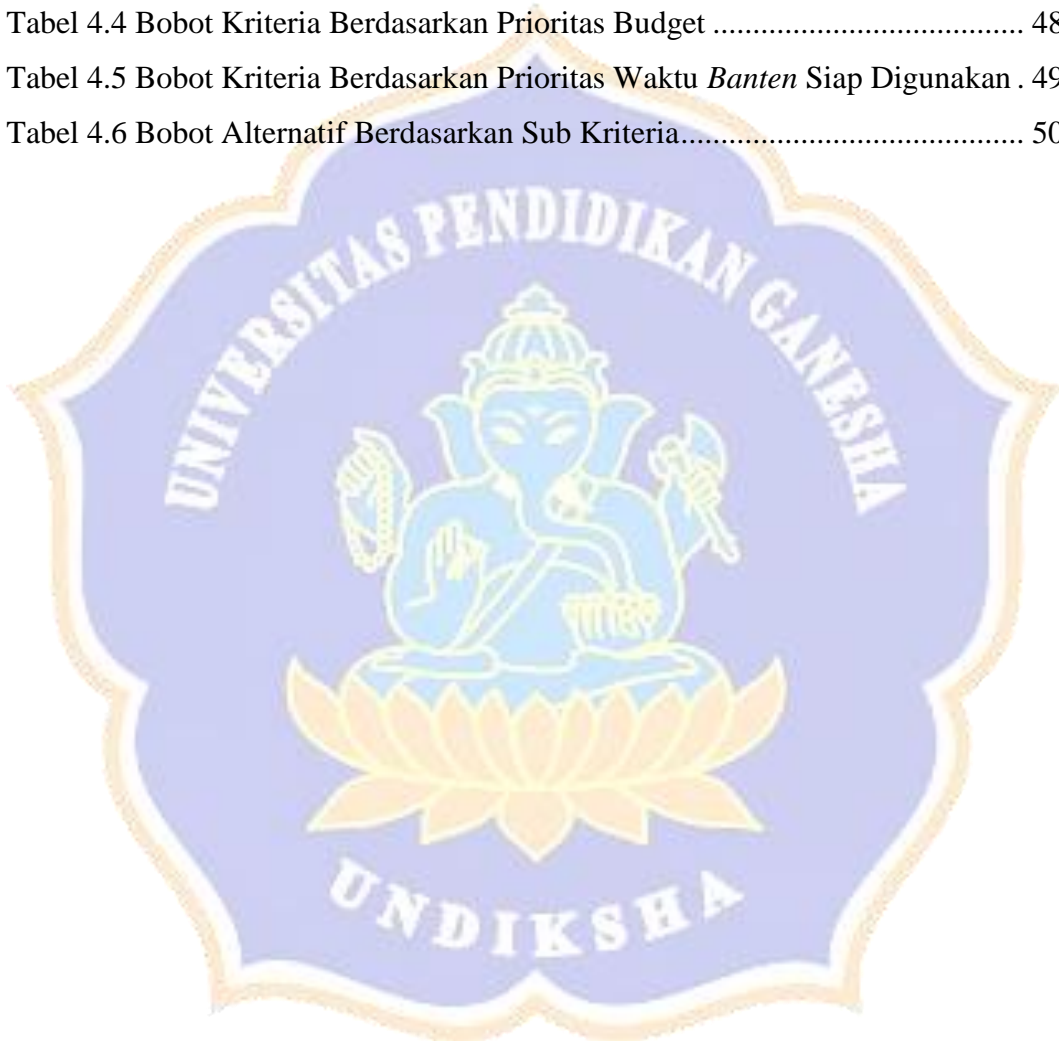 Tabel 4.4 Bobot Kriteria Berdasarkan Prioritas Budget ...................................... 48
Tabel 4.5 Bobot Kriteria Berdasarkan Prioritas Waktu Banten Siap Digunakan . 49
Tabel 4.6 Bobot Alternatif Berdasarkan Sub Kriteria.......................................... 50
UNIVERSITAS PENDIDIKAN GANESHA
UNDIKSHA